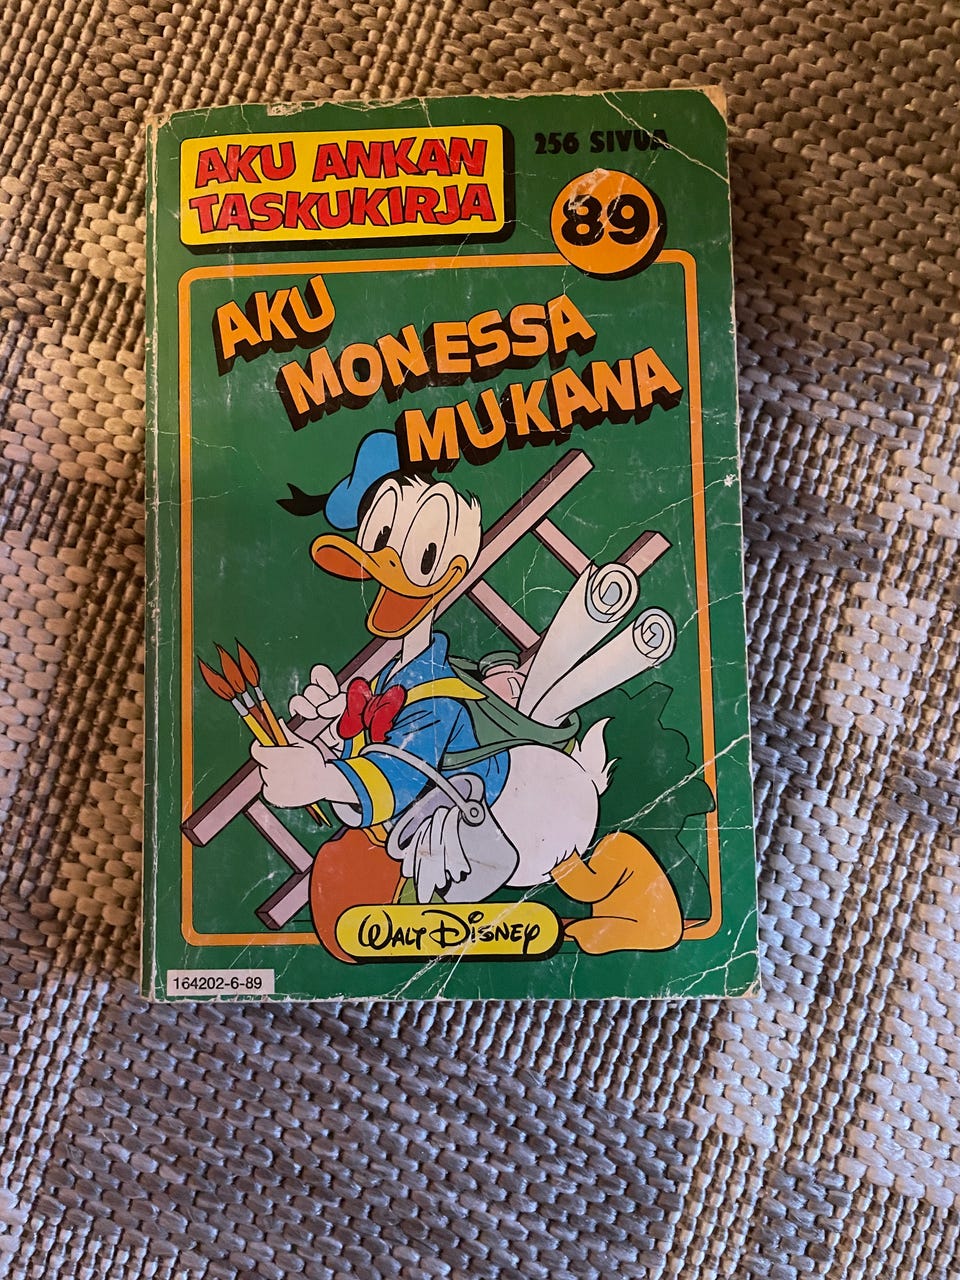 AKU ANKAN
TASKUKIRJA
256 SIVUA
89
AKU
MONESSA
MUKANA
WALT DISNEY
164202-6-89